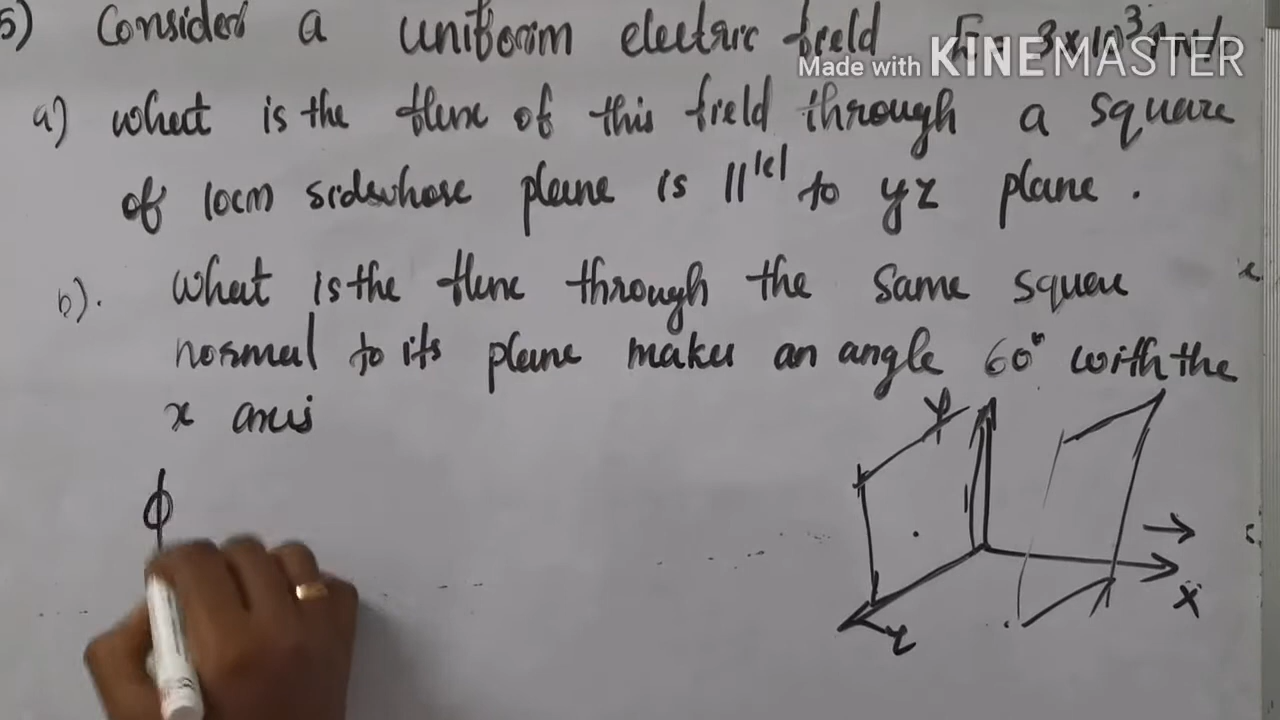 5) Consider a uniform electric field E = 3 x 10³
Made with KINEMASTER
a) what is the flux of this field through a square
of 10cm side whose plane is ||lel to yz plane.
b). what is the flux through the same square
normal to its plane makes an angle 60° with the
x axis
y
ϕ
x
z